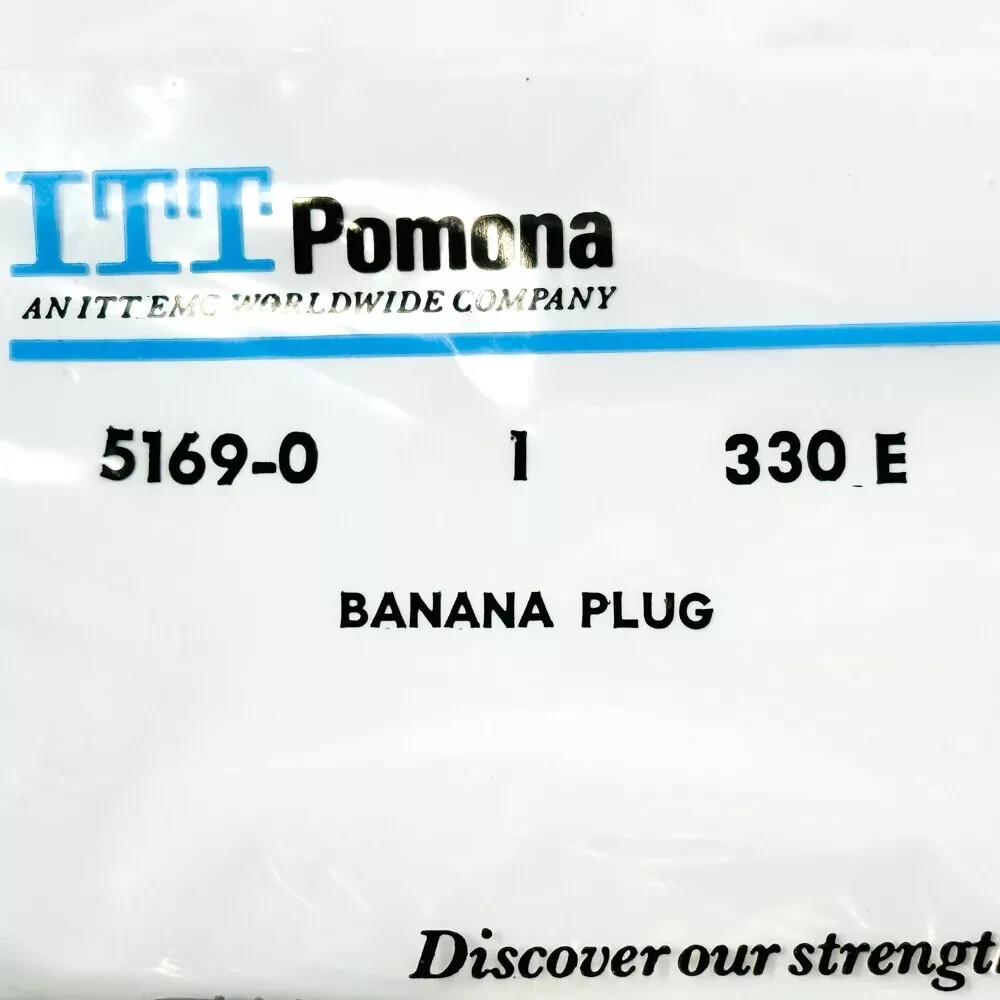 ITT Pomona
AN ITT EMC WORLDWIDE COMPANY
5169-0 1 330 E
BANANA PLUG
Discover our strengt